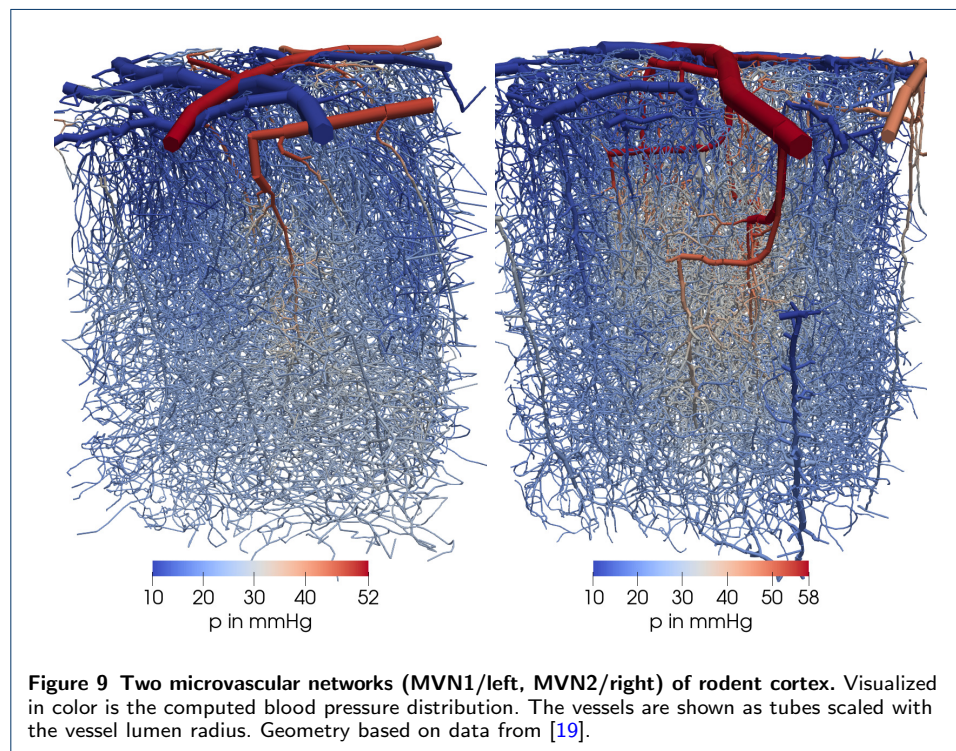 10 20 30 40 52
p in mmHg
10 20 30 40 50 58
p in mmHg
Figure 9 Two microvascular networks (MVN1/left, MVN2/right) of rodent cortex. Visualized
in color is the computed blood pressure distribution. The vessels are shown as tubes scaled with
the vessel lumen radius. Geometry based on data from [19].